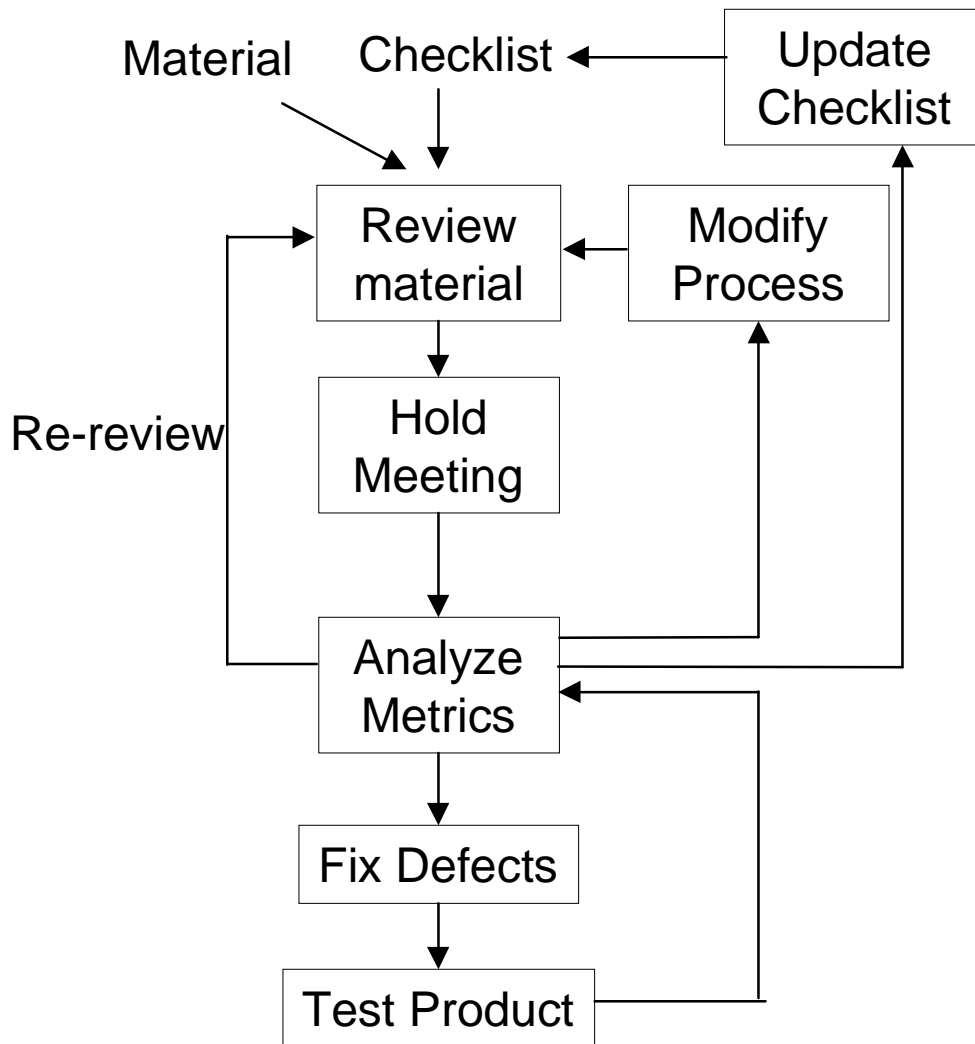 Material
Checklist
Update
Checklist
Review
material
Modify
Process
Re-review
Hold
Meeting
Analyze
Metrics
Fix Defects
Test Product